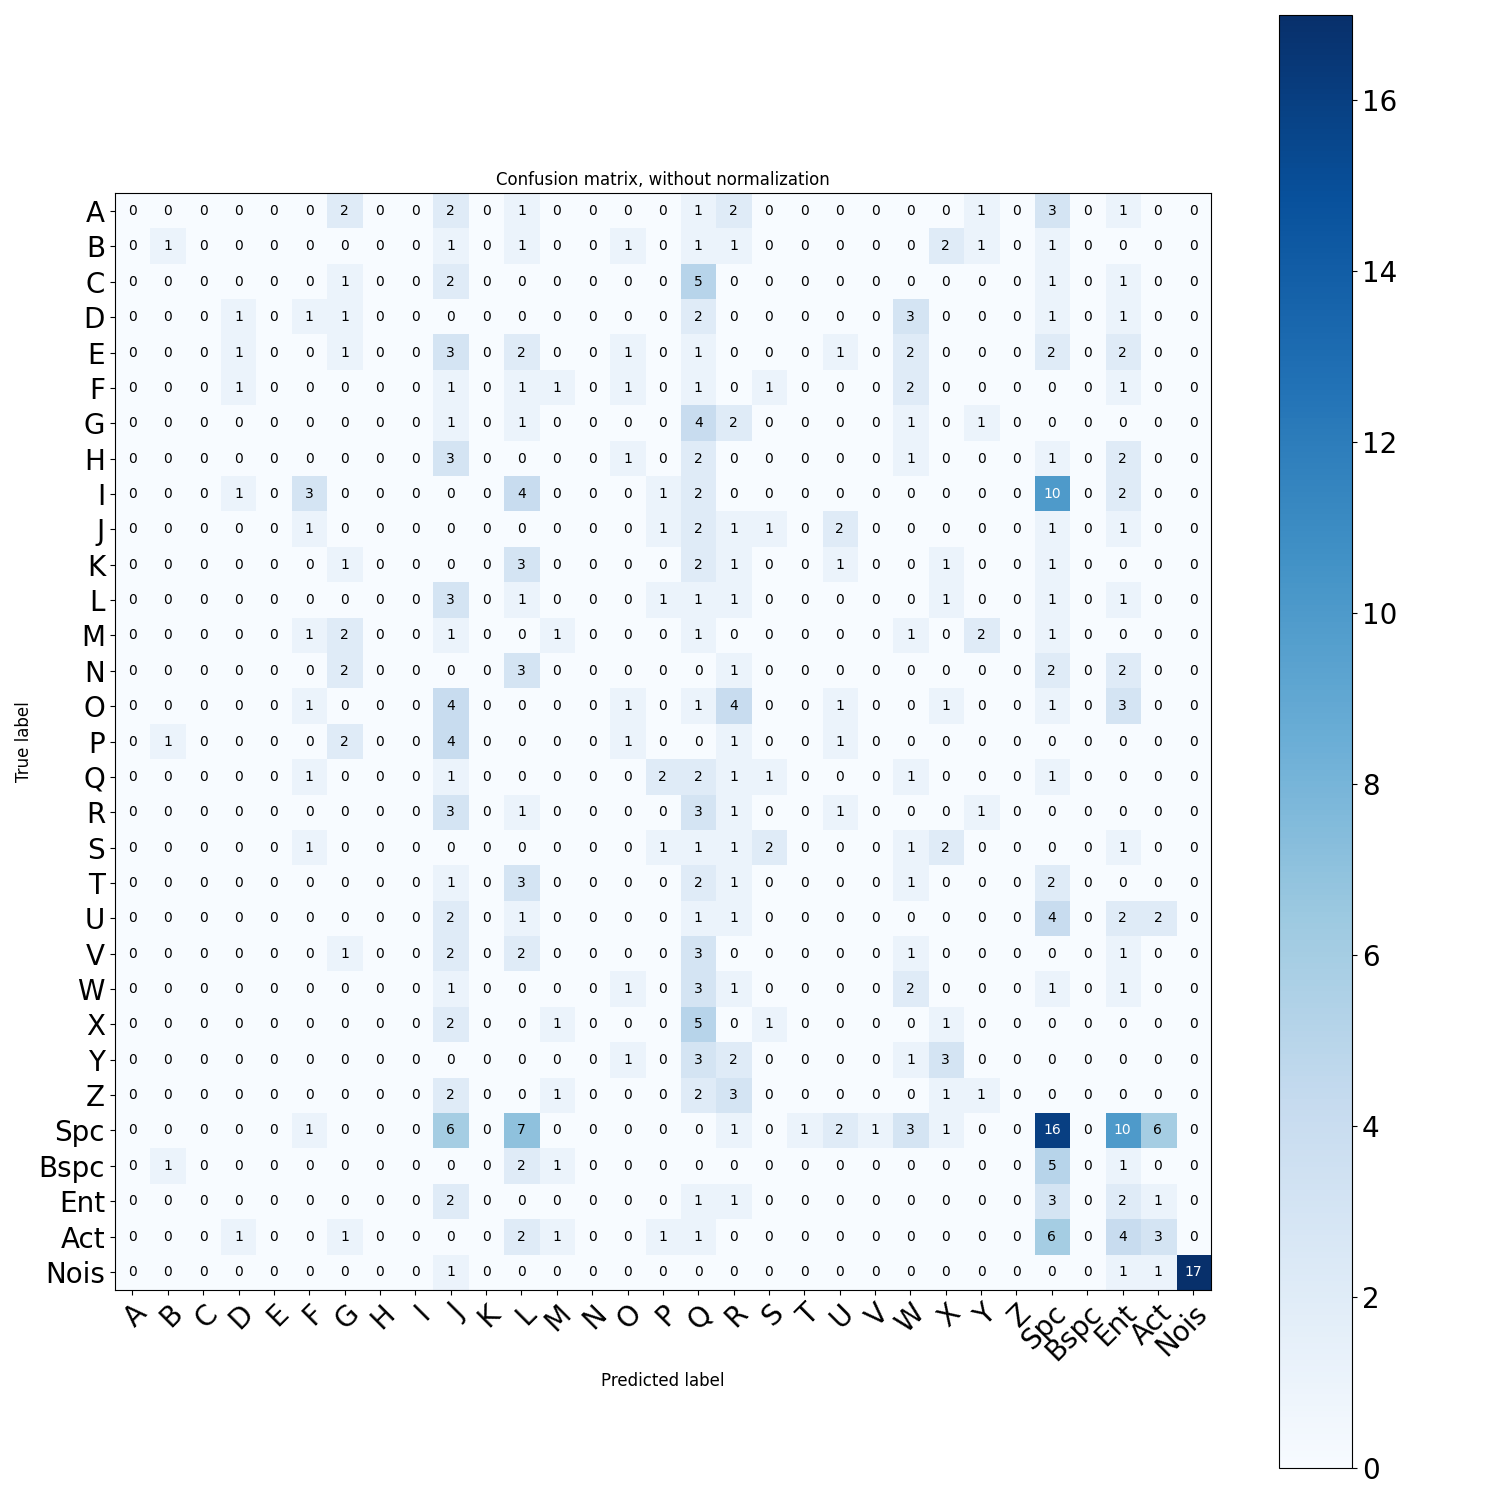 Confusion matrix, without normalization
A 0 0 0 0 0 0 2 0 0 2 0 1 0 0 0 0 1 2 0 0 0 0 0 0 1 0 3 0 1 0 0
B 0 1 0 0 0 0 0 0 0 1 0 1 0 0 1 0 1 1 0 0 0 0 0 2 1 0 1 0 0 0 0
C 0 0 0 0 0 0 1 0 0 2 0 0 0 0 0 0 5 0 0 0 0 0 0 0 0 0 1 0 1 0 0
D 0 0 0 1 0 1 1 0 0 0 0 0 0 0 0 0 2 0 0 0 0 0 3 0 0 0 1 0 1 0 0
E 0 0 0 1 0 0 1 0 0 3 0 2 0 0 1 0 1 0 0 0 1 0 2 0 0 0 2 0 2 0 0
F 0 0 0 1 0 0 0 0 0 1 0 1 1 0 1 0 1 0 1 0 0 0 2 0 0 0 0 0 1 0 0
G 0 0 0 0 0 0 0 0 0 1 0 1 0 0 0 0 4 2 0 0 0 0 1 0 1 0 0 0 0 0 0
H 0 0 0 0 0 0 0 0 0 3 0 0 0 0 1 0 2 0 0 0 0 0 1 0 0 0 1 0 2 0 0
I 0 0 0 1 0 3 0 0 0 0 0 4 0 0 0 1 2 0 0 0 0 0 0 0 0 0 10 0 2 0 0
J 0 0 0 0 0 1 0 0 0 0 0 0 0 0 0 1 2 1 1 0 2 0 0 0 0 0 1 0 1 0 0
K 0 0 0 0 0 0 1 0 0 0 0 3 0 0 0 0 2 1 0 0 1 0 0 1 0 0 1 0 0 0 0
L 0 0 0 0 0 0 0 0 0 3 0 1 0 0 0 1 1 1 0 0 0 0 0 1 0 0 1 0 1 0 0
M 0 0 0 0 0 1 2 0 0 1 0 0 1 0 0 0 1 0 0 0 0 0 1 0 2 0 1 0 0 0 0
N 0 0 0 0 0 0 2 0 0 0 0 3 0 0 0 0 0 1 0 0 0 0 0 0 0 0 2 0 2 0 0
O 0 0 0 0 0 1 0 0 0 4 0 0 0 0 1 0 1 4 0 0 1 0 0 1 0 0 1 0 3 0 0
P 0 1 0 0 0 0 2 0 0 4 0 0 0 0 1 0 0 1 0 0 1 0 0 0 0 0 0 0 0 0 0
Q 0 0 0 0 0 1 0 0 0 1 0 0 0 0 0 2 2 1 1 0 0 0 1 0 0 0 1 0 0 0 0
R 0 0 0 0 0 0 0 0 0 3 0 1 0 0 0 0 3 1 0 0 1 0 0 0 1 0 0 0 0 0 0
S 0 0 0 0 0 1 0 0 0 0 0 0 0 0 0 1 1 1 2 0 0 0 1 2 0 0 0 0 1 0 0
T 0 0 0 0 0 0 0 0 0 1 0 3 0 0 0 0 2 1 0 0 0 0 1 0 0 0 2 0 0 0 0
U 0 0 0 0 0 0 0 0 0 2 0 1 0 0 0 0 1 1 0 0 0 0 0 0 0 0 4 0 2 2 0
V 0 0 0 0 0 0 1 0 0 2 0 2 0 0 0 0 3 0 0 0 0 0 1 0 0 0 0 0 1 0 0
W 0 0 0 0 0 0 0 0 0 1 0 0 0 0 1 0 3 1 0 0 0 0 2 0 0 0 1 0 1 0 0
X 0 0 0 0 0 0 0 0 0 2 0 0 1 0 0 0 5 0 1 0 0 0 0 1 0 0 0 0 0 0 0
Y 0 0 0 0 0 0 0 0 0 0 0 0 0 0 1 0 3 2 0 0 0 0 1 3 0 0 0 0 0 0 0
Z 0 0 0 0 0 0 0 0 0 2 0 0 1 0 0 0 2 3 0 0 0 0 0 1 1 0 0 0 0 0 0
Spc 0 0 0 0 0 1 0 0 0 6 0 7 0 0 0 0 0 1 0 1 2 1 3 1 0 0 16 0 10 6 0
Bspc 0 1 0 0 0 0 0 0 0 0 0 2 1 0 0 0 0 0 0 0 0 0 0 0 0 0 5 0 1 0 0
Ent 0 0 0 0 0 0 0 0 0 2 0 0 0 0 0 0 1 1 0 0 0 0 0 0 0 0 3 0 2 1 0
Act 0 0 0 1 0 0 1 0 0 0 0 2 1 0 0 1 1 0 0 0 0 0 0 0 0 0 6 0 4 3 0
Nois 0 0 0 0 0 0 0 0 0 1 0 0 0 0 0 0 0 0 0 0 0 0 0 0 0 0 0 0 1 1 17
A B C D E F G H I J K L M N O P Q R S T U V W X Y Z Spc Bspc Ent Act Nois
Predicted label
True label
16
14
12
10
8
6
4
2
0